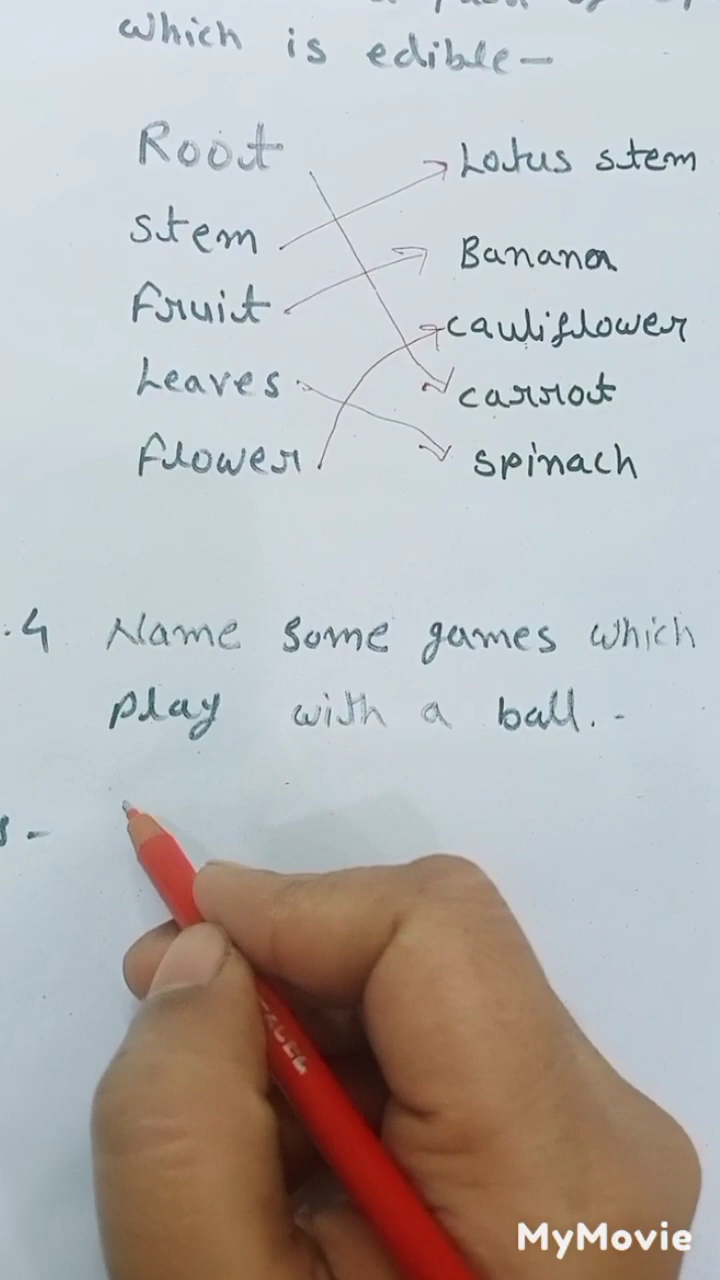 which is edible—
Root
Lotus stem
stem
Banana
Fruit
cauliflower
Leaves
carrot
flower
spinach
.4 Name some games which
play with a ball.-
s -
MyMovie